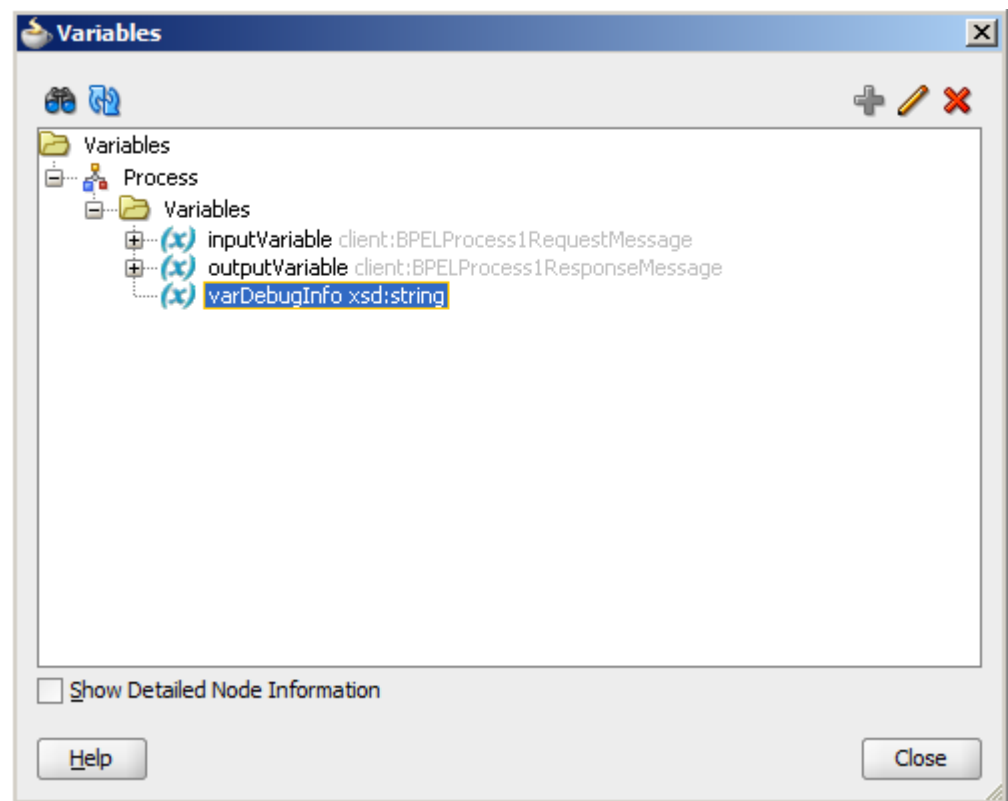 Variables
Variables
Process
Variables
(x) inputVariable client:BPELProcess1RequestMessage
(x) outputVariable client:BPELProcess1ResponseMessage
(x) varDebugInfo xsd:string
Show Detailed Node Information
Help Close